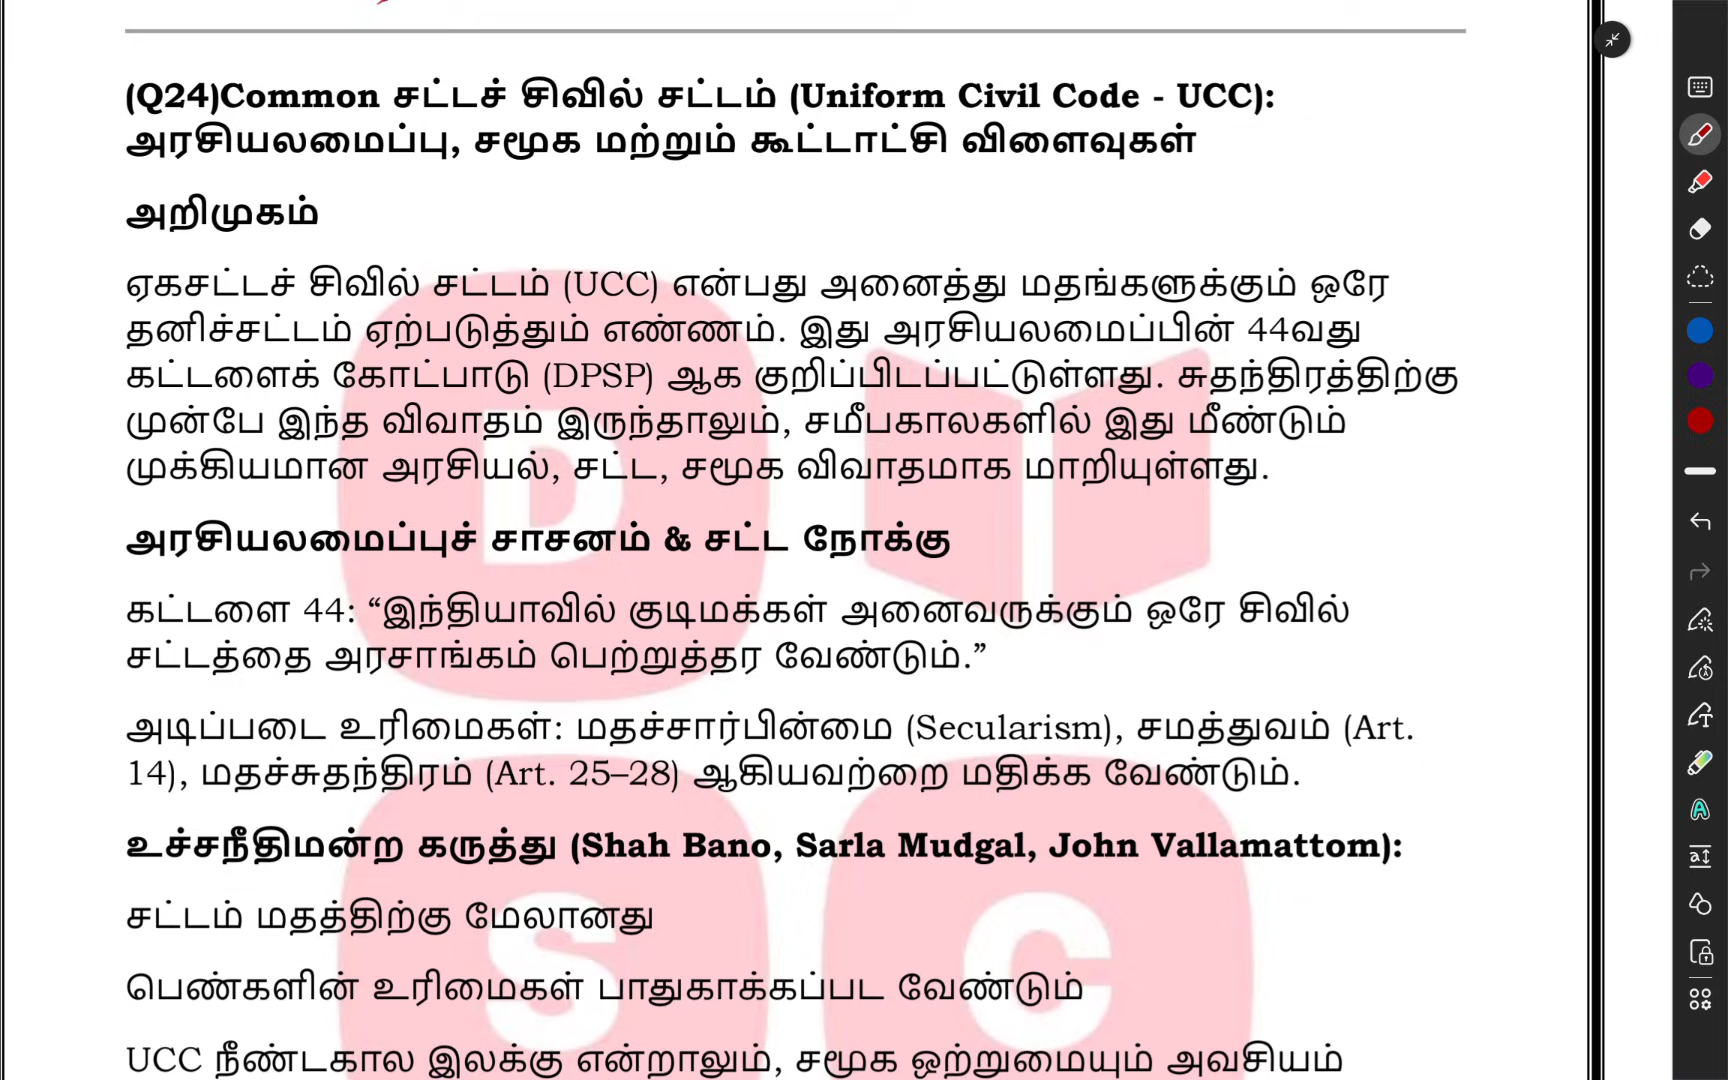 (Q24)Common சட்டச் சிவில் சட்டம் (Uniform Civil Code - UCC):
அரசியலமைப்பு, சமூக மற்றும் கூட்டாட்சி விளைவுகள்
அறிமுகம்
ஏகசட்டச் சிவில் சட்டம் (UCC) என்பது அனைத்து மதங்களுக்கும் ஒரே
தனிச்சட்டம் ஏற்படுத்தும் எண்ணம். இது அரசியலமைப்பின் 44வது
கட்டளைக் கோட்பாடு (DPSP) ஆக குறிப்பிடப்பட்டுள்ளது. சுதந்திரத்திற்கு
முன்பே இந்த விவாதம் இருந்தாலும், சமீபகாலகளில் இது மீண்டும்
முக்கியமான அரசியல், சட்ட, சமூக விவாதமாக மாறியுள்ளது.
அரசியலமைப்புச் சாசனம் & சட்ட நோக்கு
கட்டளை 44: “இந்தியாவில் குடிமக்கள் அனைவருக்கும் ஒரே சிவில்
சட்டத்தை அரசாங்கம் பெற்றுத்தர வேண்டும்.”
அடிப்படை உரிமைகள்: மதச்சார்பின்மை (Secularism), சமத்துவம் (Art.
14), மதச்சுதந்திரம் (Art. 25–28) ஆகியவற்றை மதிக்க வேண்டும்.
உச்சநீதிமன்ற கருத்து (Shah Bano, Sarla Mudgal, John Vallamattom):
சட்டம் மதத்திற்கு மேலானது
பெண்களின் உரிமைகள் பாதுகாக்கப்பட வேண்டும்
UCC நீண்டகால இலக்கு என்றாலும், சமூக ஒற்றுமையும் அவசியம்
D
S
C